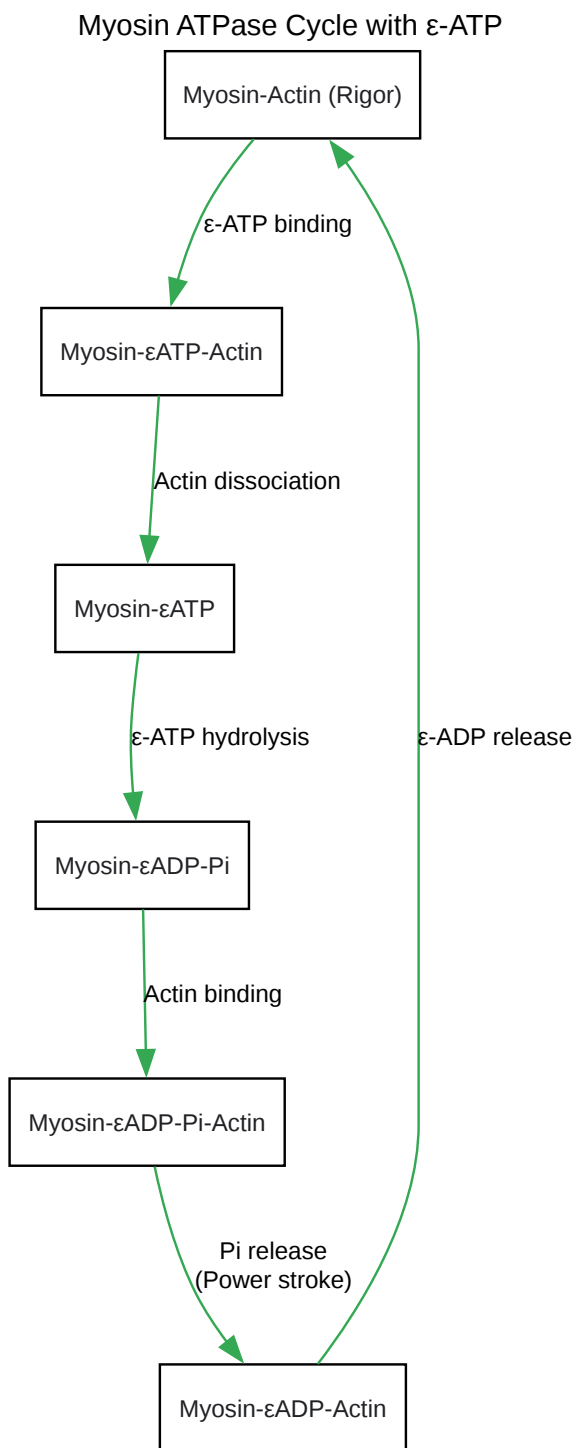 Myosin ATPase Cycle with ε-ATP
Myosin-Actin (Rigor)
ε-ATP binding
Myosin-εATP-Actin
Actin dissociation
Myosin-εATP
ε-ATP hydrolysis
ε-ADP release
Myosin-εADP-Pi
Actin binding
Myosin-εADP-Pi-Actin
Pi release
(Power stroke)
Myosin-εADP-Actin